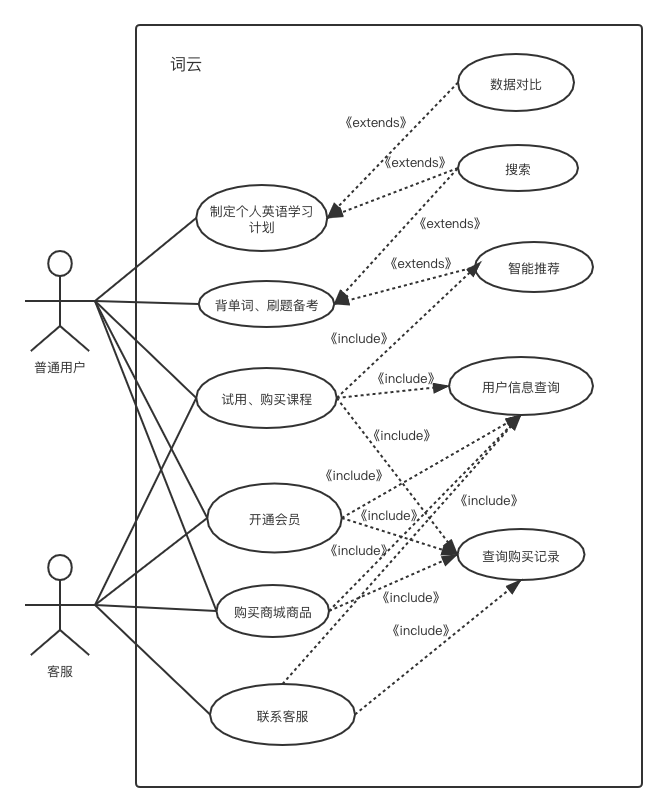 词云
数据对比
《extends》
《extends》
搜索
制定个人英语学习
计划
《extends》
《extends》
智能推荐
背单词、刷题备考
《include》
普通用户
《include》
用户信息查询
试用、购买课程
《include》
《include》
《include》
开通会员
《include》
《include》
查询购买记录
《include》
购买商城商品
《include》
客服
联系客服